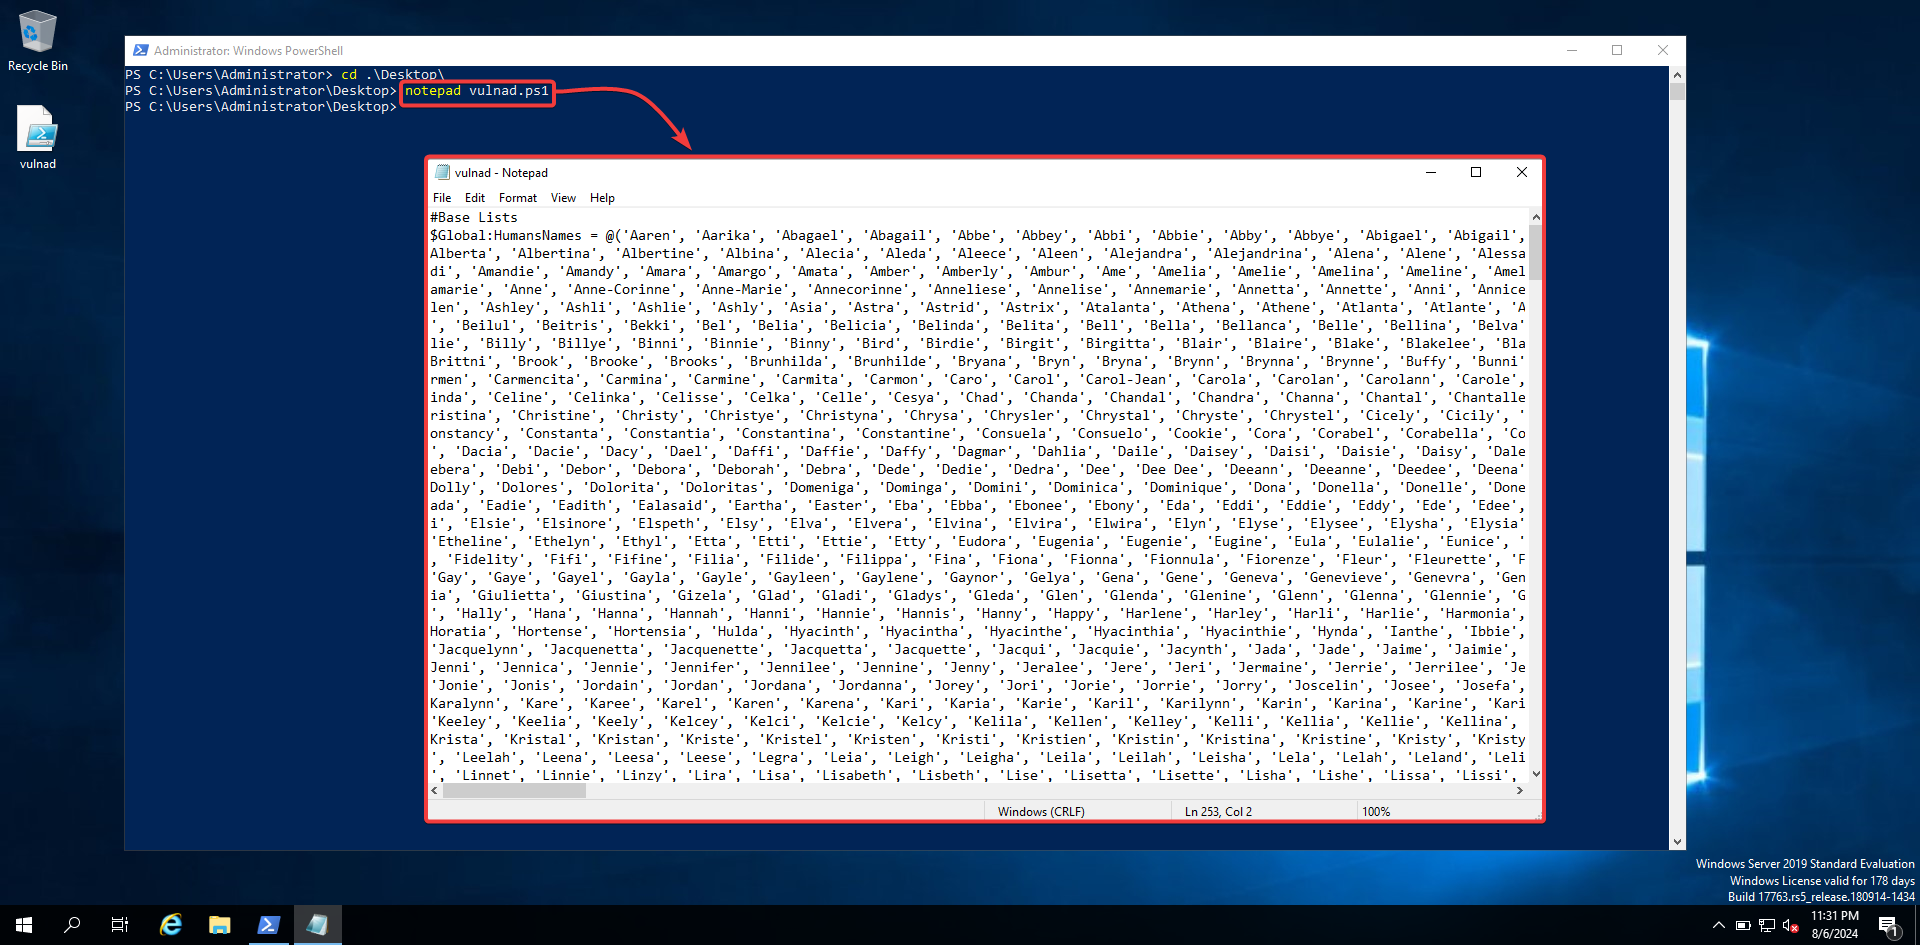 Recycle Bin
vulnad
Administrator: Windows PowerShell
PS C:\Users\Administrator> cd .\Desktop\
PS C:\Users\Administrator\Desktop> notepad vulnad.ps1
PS C:\Users\Administrator\Desktop>
vulnad - Notepad
File Edit Format View Help
#Base Lists
$Global:HumansNames = @('Aaren', 'Aarika', 'Abagael', 'Abagail', 'Abbe', 'Abbey', 'Abbi', 'Abbie', 'Abby', 'Abbye', 'Abigael', 'Abigail',
Alberta', 'Albertina', 'Albertine', 'Albina', 'Alecia', 'Aleda', 'Aleece', 'Aleen', 'Alejandra', 'Alejandrina', 'Alena', 'Alene', 'Alessa
di', 'Amandie', 'Amandy', 'Amara', 'Amargo', 'Amata', 'Amber', 'Amberly', 'Ambur', 'Ame', 'Amelia', 'Amelie', 'Amelina', 'Ameline', 'Amel
amarie', 'Anne', 'Anne-Corinne', 'Anne-Marie', 'Annecorinne', 'Anneliese', 'Annelise', 'Annemarie', 'Annetta', 'Annette', 'Anni', 'Annice
len', 'Ashley', 'Ashli', 'Ashlie', 'Ashly', 'Asia', 'Astra', 'Astrid', 'Astrix', 'Atalanta', 'Athena', 'Athene', 'Atlanta', 'Atlante', 'A
', 'Beilul', 'Beitris', 'Bekki', 'Bel', 'Belia', 'Belicia', 'Belinda', 'Belita', 'Bell', 'Bella', 'Bellanca', 'Belle', 'Bellina', 'Belva'
lie', 'Billy', 'Billye', 'Binni', 'Binnie', 'Binny', 'Bird', 'Birdie', 'Birgit', 'Birgitta', 'Blair', 'Blaire', 'Blake', 'Blakelee', 'Bla
Brittni', 'Brook', 'Brooke', 'Brooks', 'Brunhilda', 'Brunhilde', 'Bryana', 'Bryn', 'Bryna', 'Brynn', 'Brynna', 'Brynne', 'Buffy', 'Bunni'
rmen', 'Carmencita', 'Carmina', 'Carmine', 'Carmita', 'Carmon', 'Caro', 'Carol', 'Carol-Jean', 'Carola', 'Carolan', 'Carolann', 'Carole',
inda', 'Celine', 'Celinka', 'Celisse', 'Celka', 'Celle', 'Cesya', 'Chad', 'Chanda', 'Chandal', 'Chandra', 'Channa', 'Chantal', 'Chantalle
ristina', 'Christine', 'Christy', 'Christye', 'Christyna', 'Chrysa', 'Chrysler', 'Chrystal', 'Chryste', 'Chrystel', 'Cicely', 'Cicily', '
onstancy', 'Constanta', 'Constantia', 'Constantina', 'Constantine', 'Consuela', 'Consuelo', 'Cookie', 'Cora', 'Corabel', 'Corabella', 'Co
', 'Dacia', 'Dacie', 'Dacy', 'Dael', 'Daffi', 'Daffie', 'Daffy', 'Dagmar', 'Dahlia', 'Daile', 'Daisey', 'Daisi', 'Daisie', 'Daisy', 'Dale
ebera', 'Debi', 'Debor', 'Debora', 'Deborah', 'Debra', 'Dede', 'Dedie', 'Dedra', 'Dee', 'Dee Dee', 'Deeann', 'Deeanne', 'Deedee', 'Deena'
Dolly', 'Dolores', 'Dolorita', 'Doloritas', 'Domeniga', 'Dominga', 'Domini', 'Dominica', 'Dominique', 'Dona', 'Donella', 'Donelle', 'Done
ada', 'Eadie', 'Eadith', 'Ealasaid', 'Eartha', 'Easter', 'Eba', 'Ebba', 'Ebonee', 'Ebony', 'Eda', 'Eddi', 'Eddie', 'Eddy', 'Ede', 'Edee',
i', 'Elsie', 'Elsinore', 'Elspeth', 'Elsy', 'Elva', 'Elvera', 'Elvina', 'Elvira', 'Elwira', 'Elyn', 'Elyse', 'Elysee', 'Elysha', 'Elysia'
'Etheline', 'Ethelyn', 'Ethyl', 'Etta', 'Etti', 'Ettie', 'Etty', 'Eudora', 'Eugenia', 'Eugenie', 'Eugine', 'Eula', 'Eulalie', 'Eunice', '
, 'Fidelity', 'Fifi', 'Fifine', 'Filia', 'Filide', 'Filippa', 'Fina', 'Fiona', 'Fionna', 'Fionnula', 'Fiorenze', 'Fleur', 'Fleurette', 'F
'Gay', 'Gaye', 'Gayel', 'Gayla', 'Gayle', 'Gayleen', 'Gaylene', 'Gaynor', 'Gelya', 'Gena', 'Gene', 'Geneva', 'Genevieve', 'Genevra', 'Gen
ia', 'Giulietta', 'Giustina', 'Gizela', 'Glad', 'Gladi', 'Gladys', 'Gleda', 'Glen', 'Glenda', 'Glenine', 'Glenn', 'Glenna', 'Glennie', 'G
', 'Hally', 'Hana', 'Hanna', 'Hannah', 'Hanni', 'Hannie', 'Hannis', 'Hanny', 'Happy', 'Harlene', 'Harley', 'Harli', 'Harlie', 'Harmonia',
Horatia', 'Hortense', 'Hortensia', 'Hulda', 'Hyacinth', 'Hyacintha', 'Hyacinthe', 'Hyacinthia', 'Hyacinthie', 'Hynda', 'Ianthe', 'Ibbie',
'Jacquelynn', 'Jacquenetta', 'Jacquenette', 'Jacquetta', 'Jacquette', 'Jacqui', 'Jacquie', 'Jacynth', 'Jada', 'Jade', 'Jaime', 'Jaimie',
Jenni', 'Jennica', 'Jennie', 'Jennifer', 'Jennilee', 'Jennine', 'Jenny', 'Jeralee', 'Jere', 'Jeri', 'Jermaine', 'Jerrie', 'Jerrilee', 'Je
'Jonie', 'Jonis', 'Jordain', 'Jordan', 'Jordana', 'Jordanna', 'Jorey', 'Jori', 'Jorie', 'Jorrie', 'Jorry', 'Joscelin', 'Josee', 'Josefa',
Karalynn', 'Kare', 'Karee', 'Karel', 'Karen', 'Karena', 'Kari', 'Karia', 'Karie', 'Karil', 'Karilynn', 'Karin', 'Karina', 'Karine', 'Kari
'Keeley', 'Keelia', 'Keely', 'Kelcey', 'Kelci', 'Kelcie', 'Kelcy', 'Kelila', 'Kellen', 'Kelley', 'Kelli', 'Kellia', 'Kellie', 'Kellina',
Krista', 'Kristal', 'Kristan', 'Kriste', 'Kristel', 'Kristen', 'Kristi', 'Kristien', 'Kristin', 'Kristina', 'Kristine', 'Kristy', 'Kristy
', 'Leelah', 'Leena', 'Leesa', 'Leese', 'Legra', 'Leia', 'Leigh', 'Leigha', 'Leila', 'Leilah', 'Leisha', 'Lela', 'Lelah', 'Leland', 'Leli
', 'Linnet', 'Linnie', 'Linzy', 'Lira', 'Lisa', 'Lisabeth', 'Lisbeth', 'Lise', 'Lisetta', 'Lisette', 'Lisha', 'Lishe', 'Lissa', 'Lissi',
Windows (CRLF) Ln 253, Col 2 100%
Windows Server 2019 Standard Evaluation
Windows License valid for 178 days
Build 17763.rs5_release.180914-1434
11:31 PM
8/6/2024
1